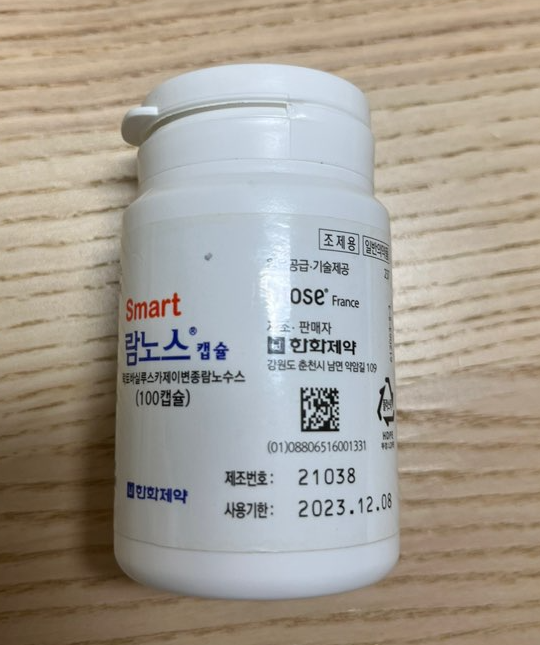 Smart
람노스® 캡슐
바실루스카제이변종람노수스
(100캡슐)
한화제약
조제용
공급·기술제공
France
판매자
한화제약
강원도 춘천시 남면 약암길 109
(01)08806516001331
제조번호: 21038
사용기한: 2023.12.08
HDPE